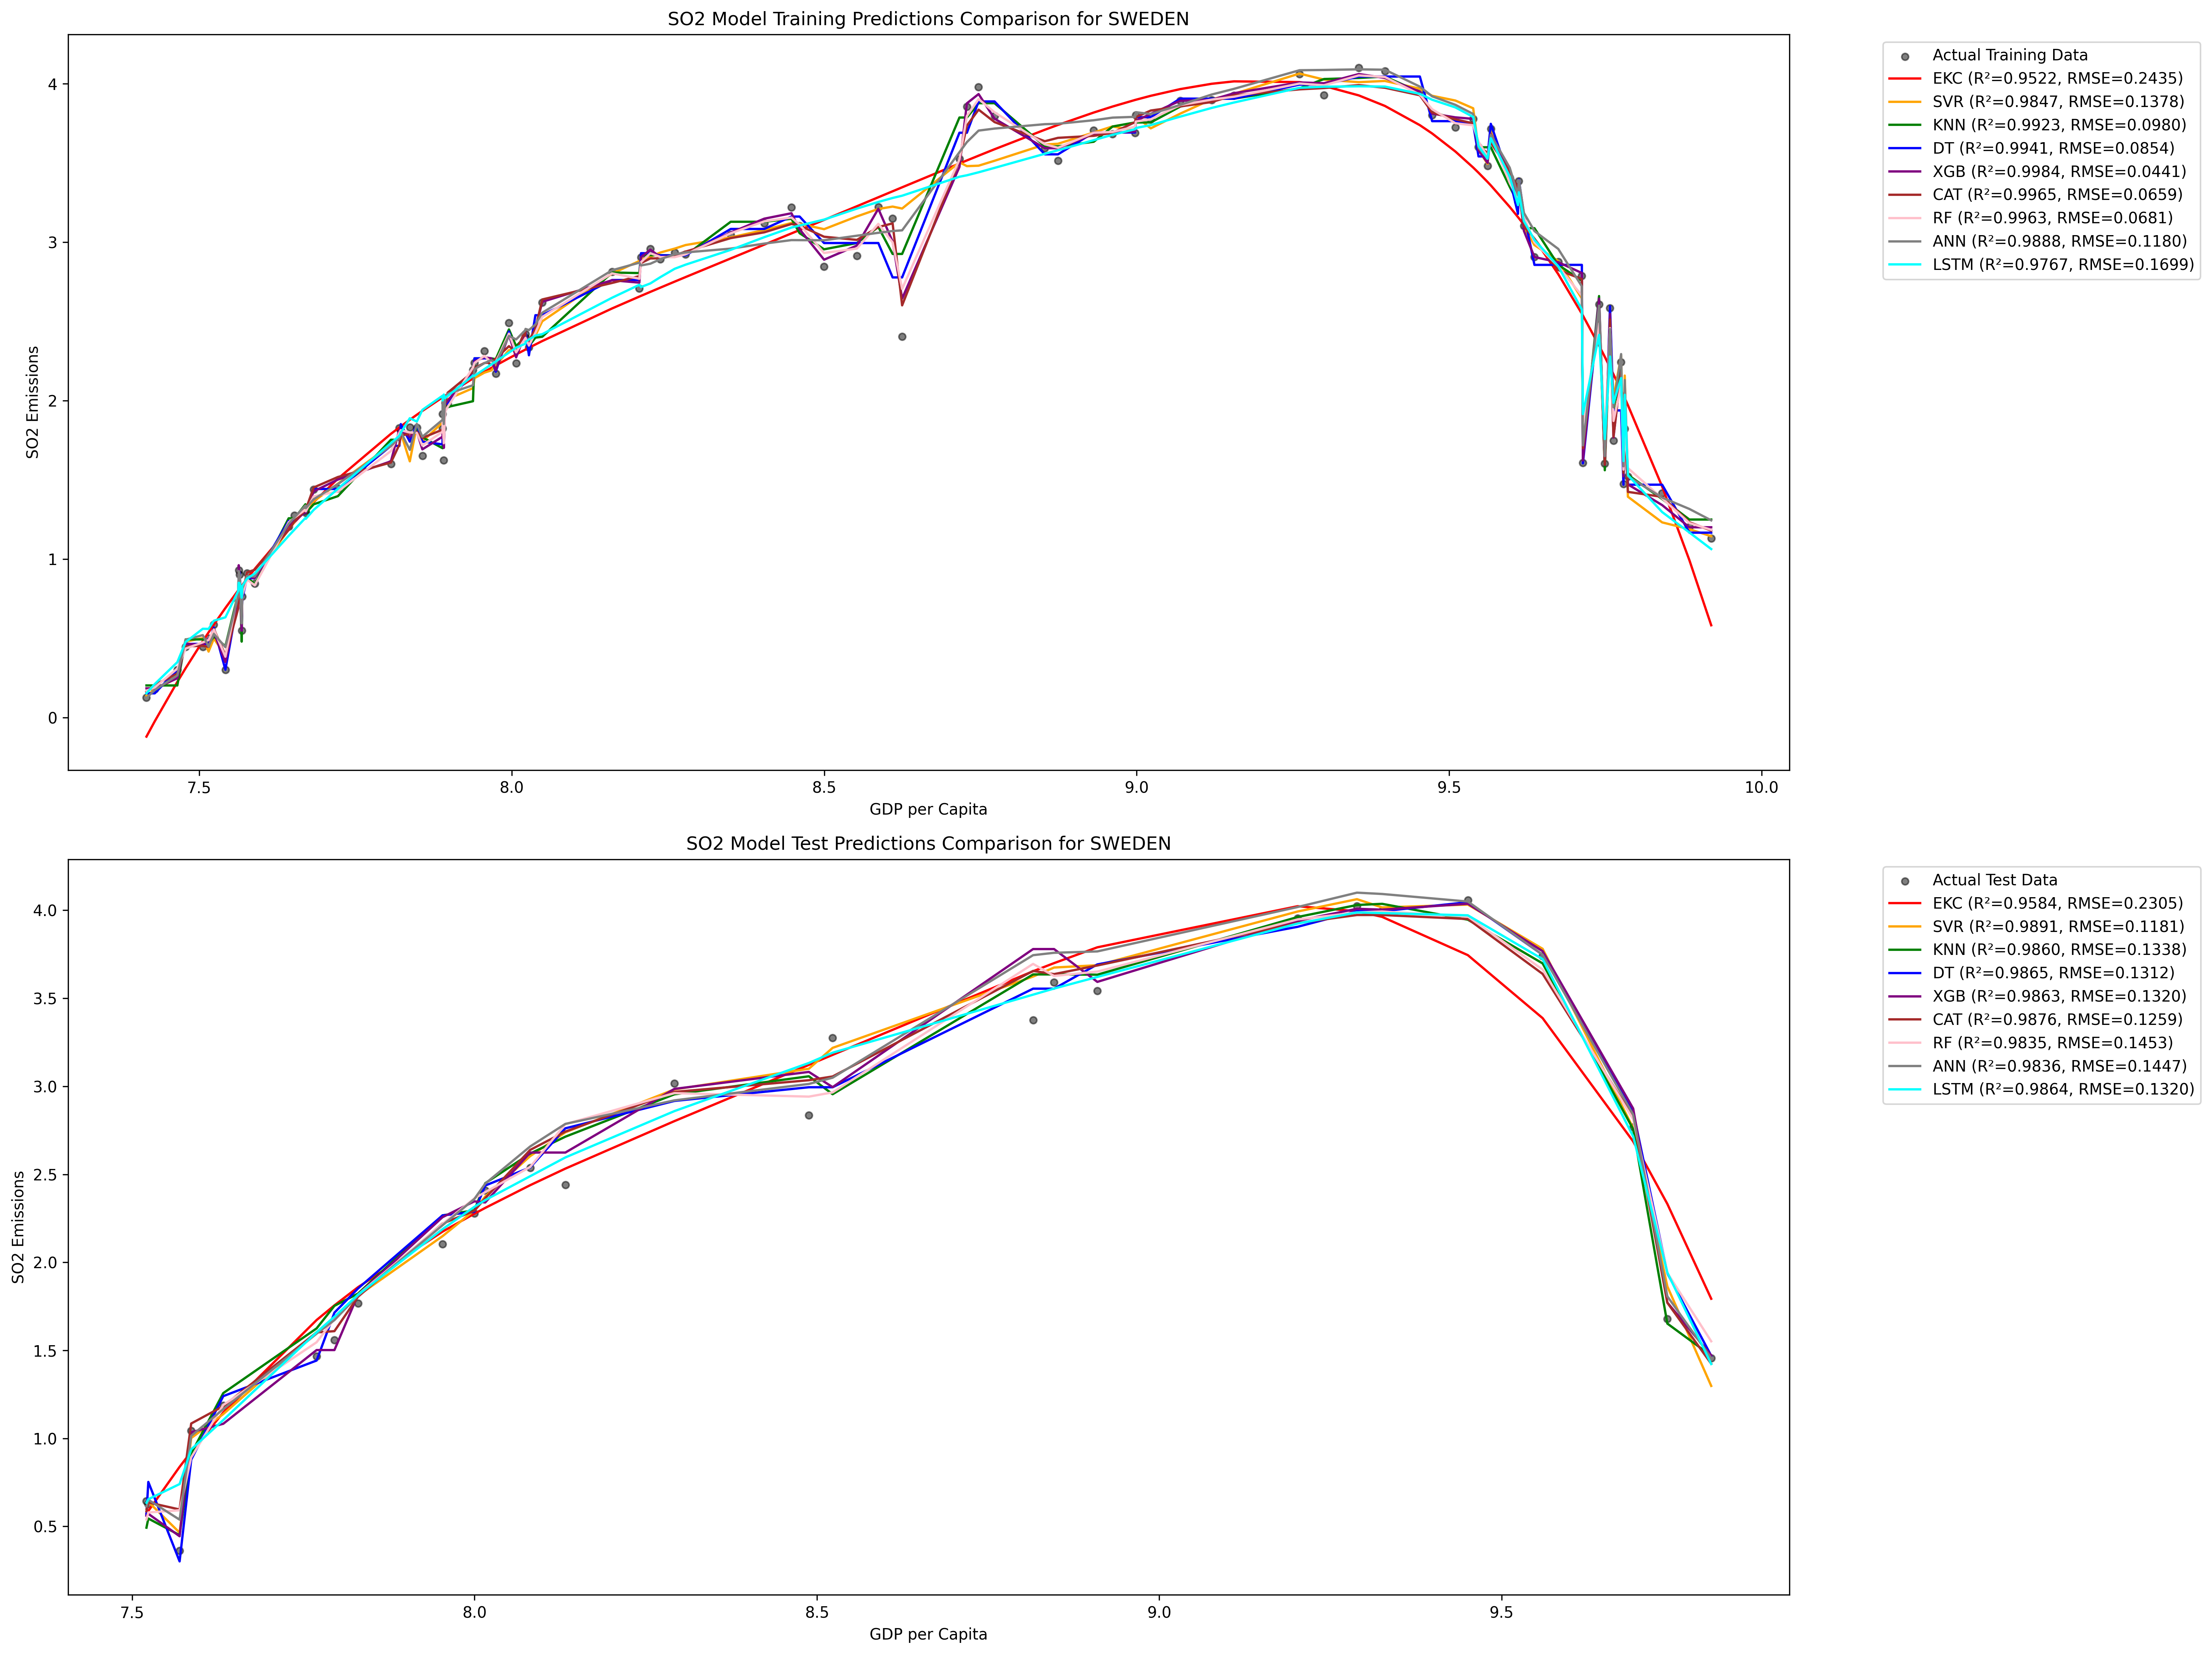 SO2 Model Training Predictions Comparison for SWEDEN
SO2 Emissions
4
3
2
1
0
7.5 8.0 8.5 9.0 9.5 10.0
GDP per Capita
Actual Training Data
EKC (R²=0.9522, RMSE=0.2435)
SVR (R²=0.9847, RMSE=0.1378)
KNN (R²=0.9923, RMSE=0.0980)
DT (R²=0.9941, RMSE=0.0854)
XGB (R²=0.9984, RMSE=0.0441)
CAT (R²=0.9965, RMSE=0.0659)
RF (R²=0.9963, RMSE=0.0681)
ANN (R²=0.9888, RMSE=0.1180)
LSTM (R²=0.9767, RMSE=0.1699)
SO2 Model Test Predictions Comparison for SWEDEN
SO2 Emissions
4.0
3.5
3.0
2.5
2.0
1.5
1.0
0.5
7.5 8.0 8.5 9.0 9.5
GDP per Capita
Actual Test Data
EKC (R²=0.9584, RMSE=0.2305)
SVR (R²=0.9891, RMSE=0.1181)
KNN (R²=0.9860, RMSE=0.1338)
DT (R²=0.9865, RMSE=0.1312)
XGB (R²=0.9863, RMSE=0.1320)
CAT (R²=0.9876, RMSE=0.1259)
RF (R²=0.9835, RMSE=0.1453)
ANN (R²=0.9836, RMSE=0.1447)
LSTM (R²=0.9864, RMSE=0.1320)